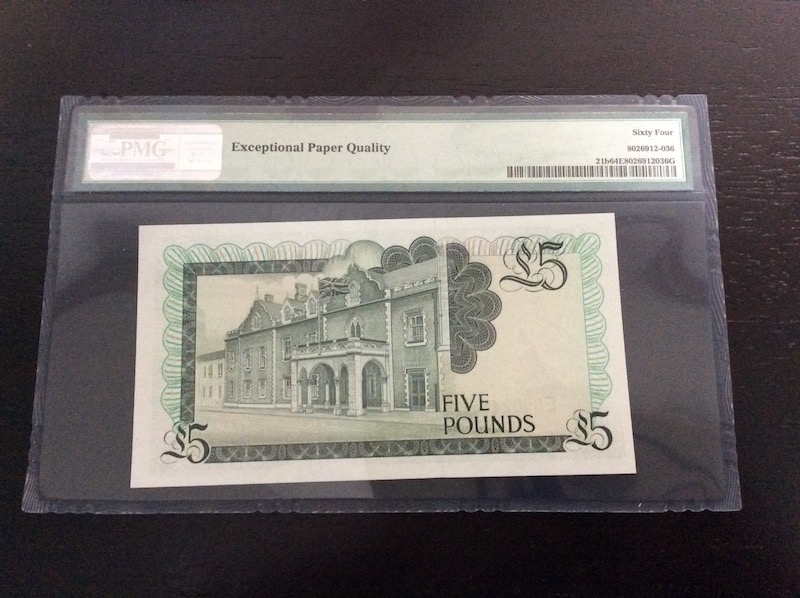 PMG
Exceptional Paper Quality
Sixty Four
8026912-036
21b64E8026912036G
£5
FIVE
POUNDS
£5
£5